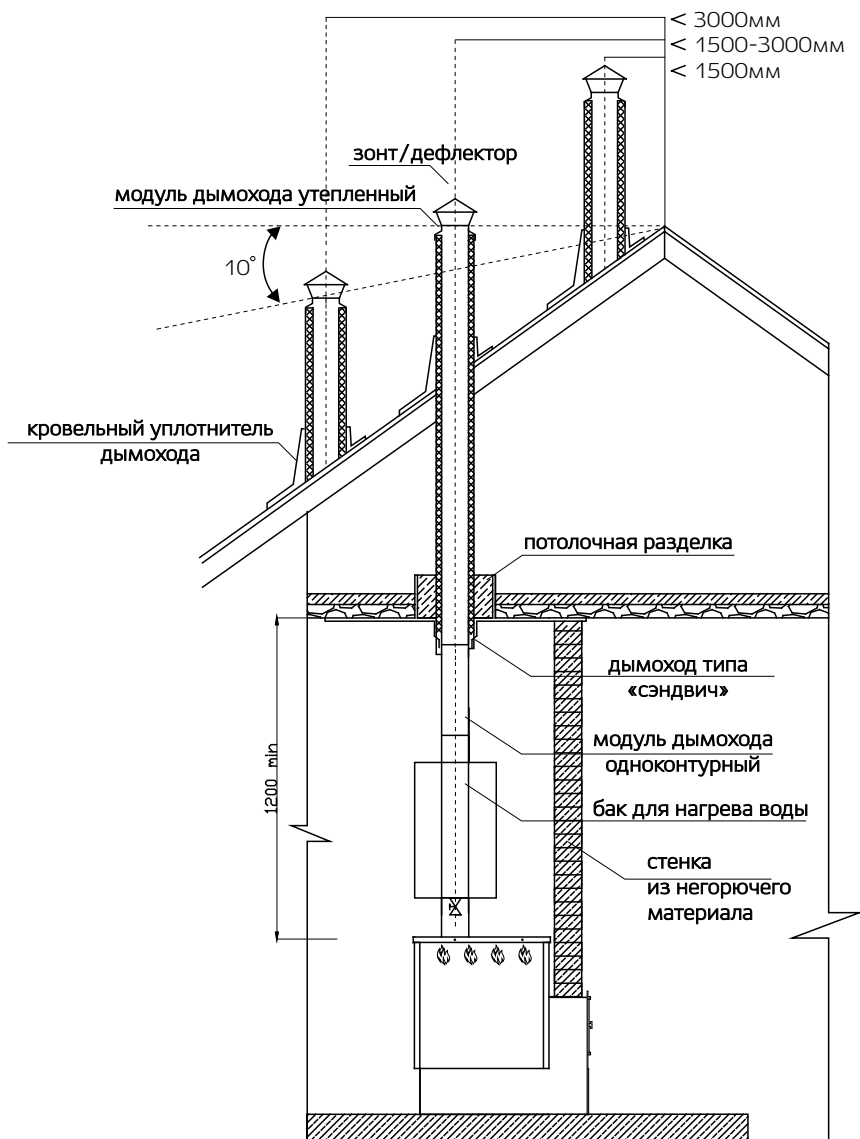 < 3000мм
< 1500-3000мм
< 1500мм
зонт/дефлектор
модуль дымохода утепленный
10°
кровельный уплотнитель
дымохода
потолочная разделка
дымоход типа
«сэндвич»
модуль дымохода
одноконтурный
1200 min
бак для нагрева воды
стенка
из негорючего
материала